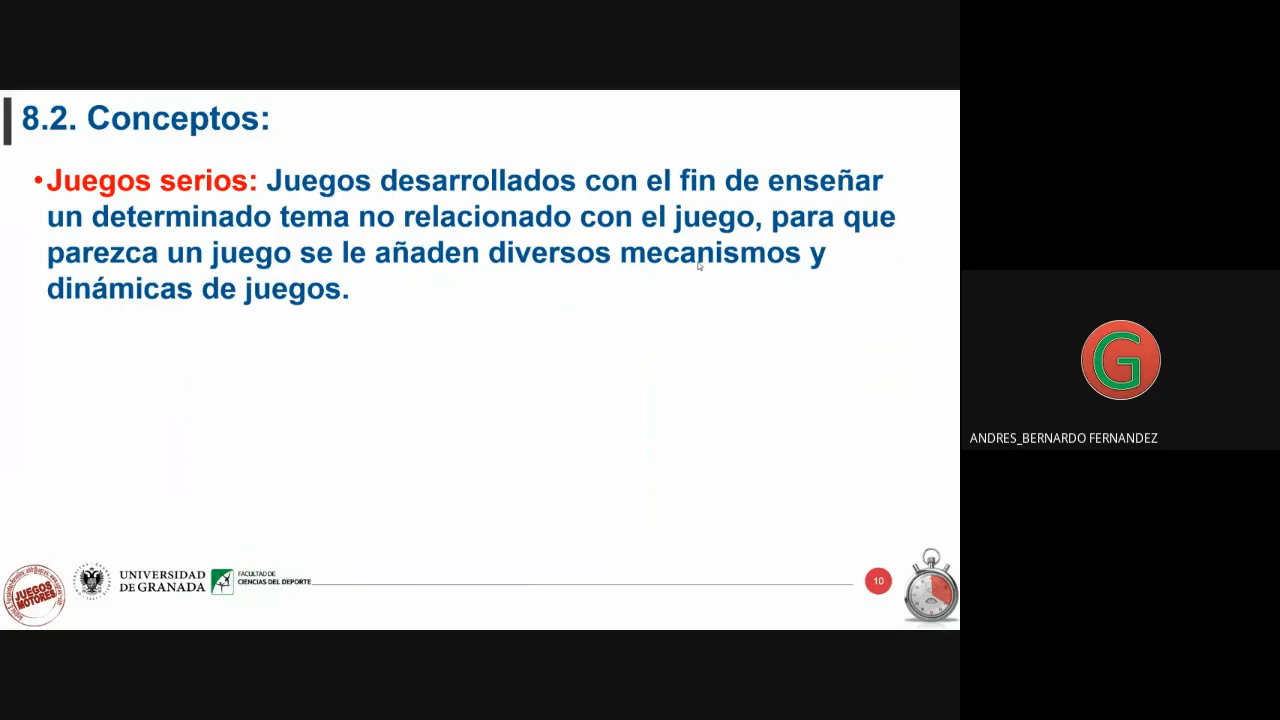 8.2. Conceptos:
•Juegos serios: Juegos desarrollados con el fin de enseñar
un determinado tema no relacionado con el juego, para que
parezca un juego se le añaden diversos mecanismos y
dinámicas de juegos.
G
ANDRES_BERNARDO FERNANDEZ
JUEGOS
MOTORES
UNIVERSIDAD
DE GRANADA
FACULTAD DE
CIENCIAS DEL DEPORTE
10